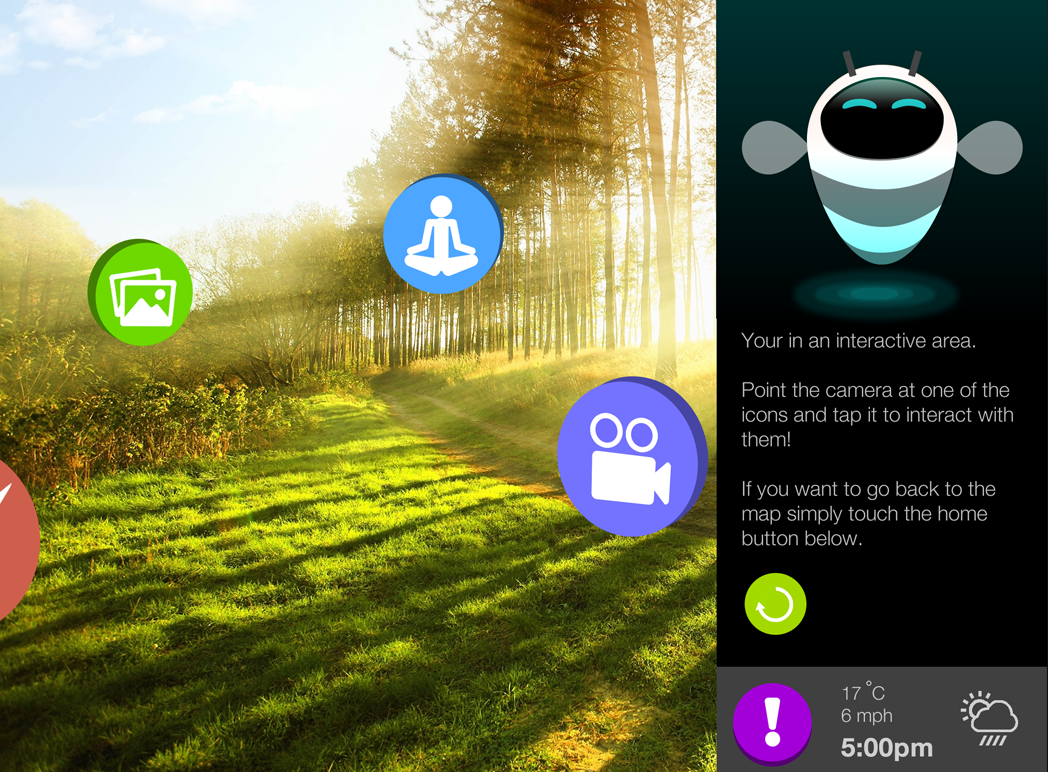 Your in an interactive area.
Point the camera at one of the
icons and tap it to interact with
them!
If you want to go back to the
map simply touch the home
button below.
!
17 °C
6 mph
5:00pm